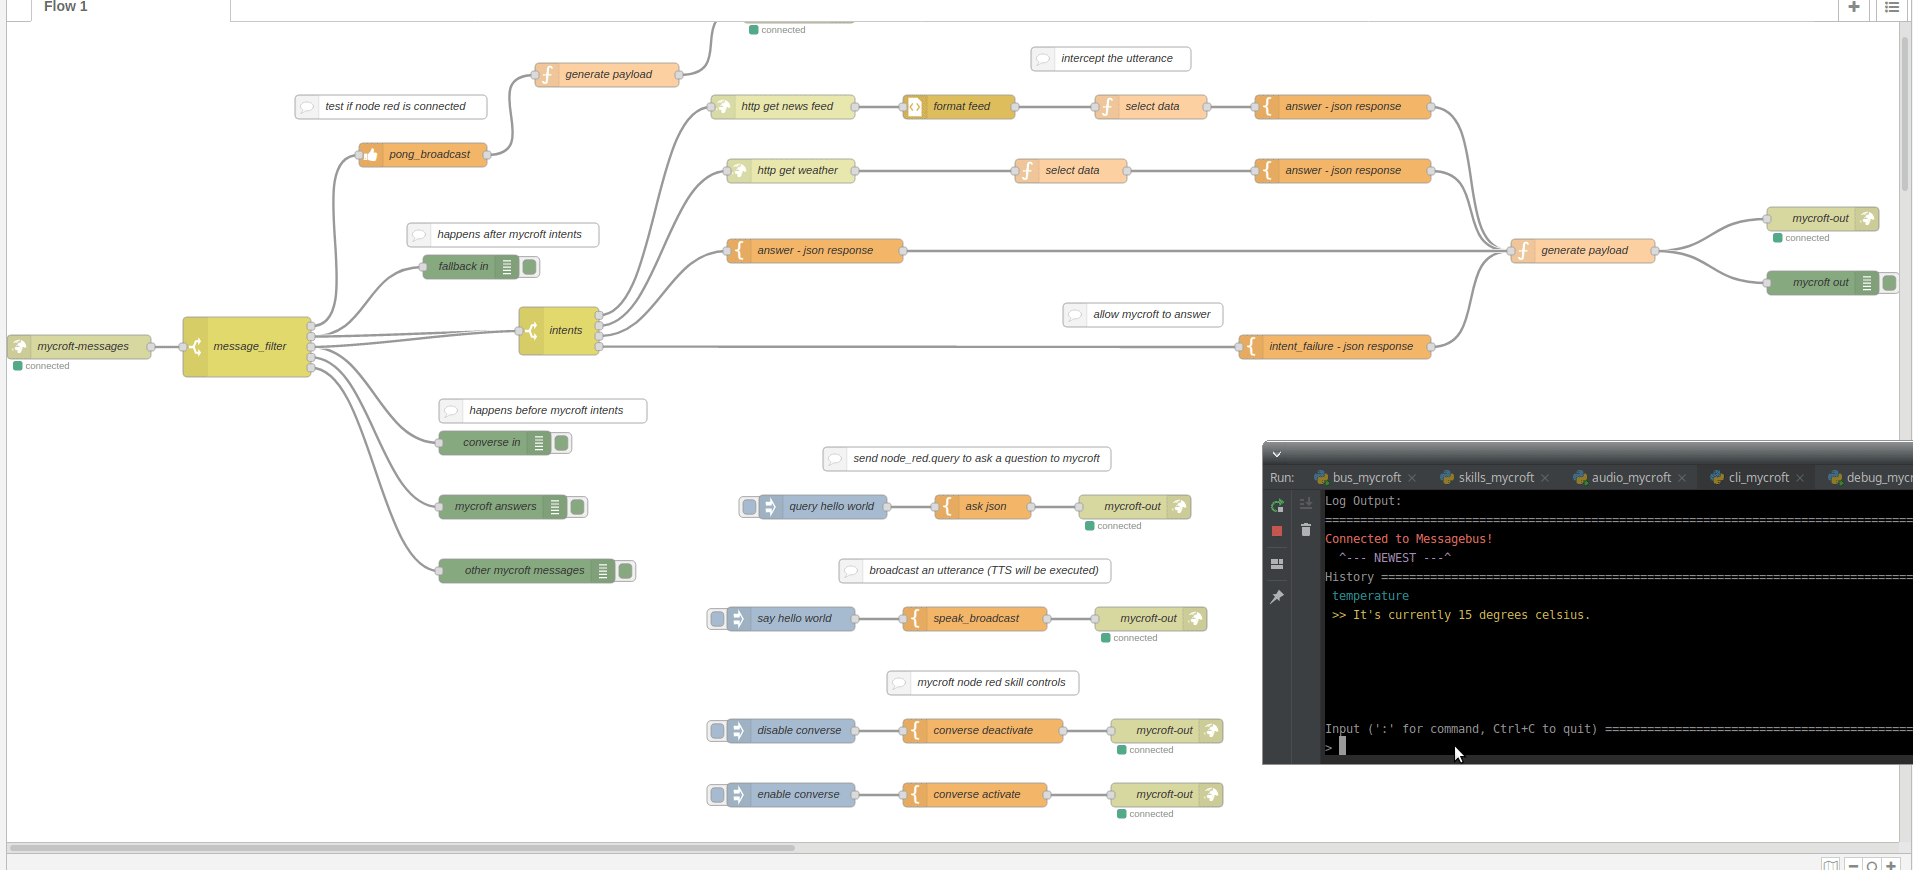 Flow 1
connected
generate payload
intercept the utterance
test if node red is connected
http get news feed
format feed
select data
answer - json response
pong_broadcast
http get weather
select data
answer - json response
happens after mycroft intents
mycroft-out
connected
fallback in
answer - json response
generate payload
mycroft out
allow mycroft to answer
intents
mycroft-messages
connected
message_filter
intent_failure - json response
happens before mycroft intents
converse in
send node_red.query to ask a question to mycroft
mycroft answers
query hello world
ask json
mycroft-out
connected
other mycroft messages
broadcast an utterance (TTS will be executed)
say hello world
speak_broadcast
mycroft-out
connected
mycroft node red skill controls
disable converse
converse deactivate
mycroft-out
connected
enable converse
converse activate
mycroft-out
connected
Run: bus_mycroft skills_mycroft audio_mycroft cli_mycroft debug_mycr
Log Output:
Connected to Messagebus!
^--- NEWEST ---^
History
temperature
>> It's currently 15 degrees celsius.
Input (':' for command, Ctrl+C to quit)
>